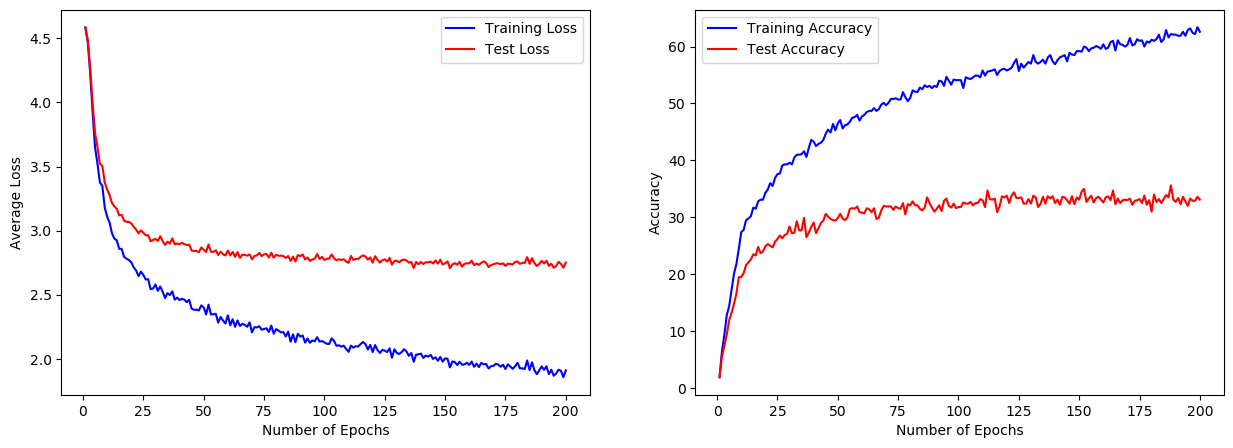 4.5
4.0
3.5
3.0
2.5
2.0
Average Loss
0 25 50 75 100 125 150 175 200
Number of Epochs
Training Loss
Test Loss
60
50
40
30
20
10
0
Accuracy
0 25 50 75 100 125 150 175 200
Number of Epochs
Training Accuracy
Test Accuracy